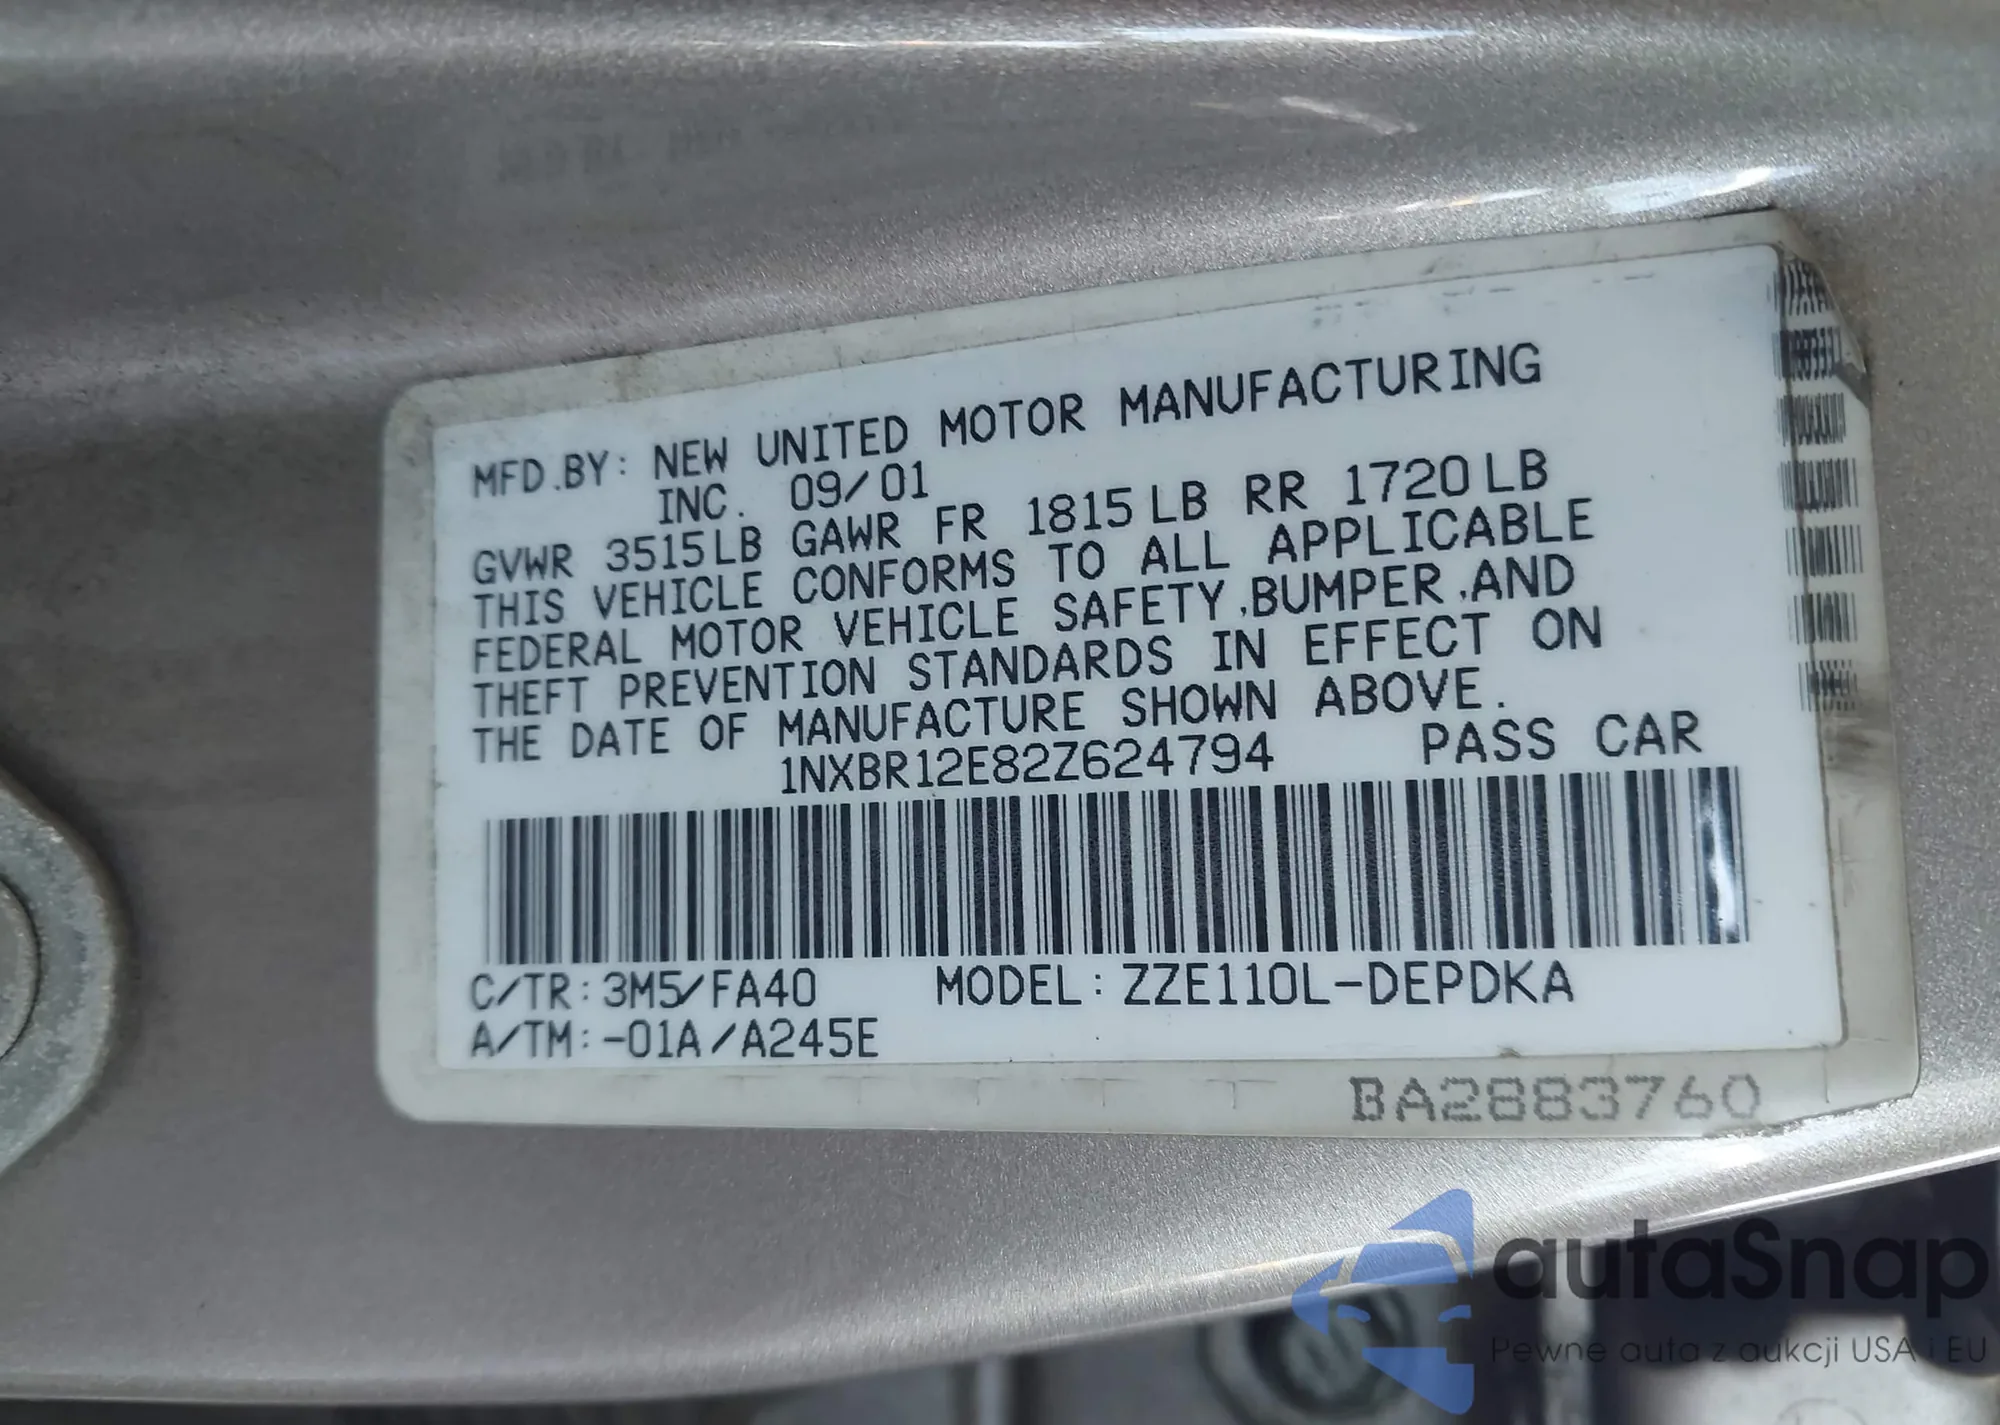 MFD.BY: NEW UNITED MOTOR MANUFACTURING
INC. 09/01
GVWR 3515LB GAWR FR 1815LB RR 1720LB
THIS VEHICLE CONFORMS TO ALL APPLICABLE
FEDERAL MOTOR VEHICLE SAFETY,BUMPER,AND
THEFT PREVENTION STANDARDS IN EFFECT ON
THE DATE OF MANUFACTURE SHOWN ABOVE.
1NXBR12E82Z624794 PASS CAR
C/TR:3M5/FA40 MODEL:ZZE110L-DEPDKA
A/TM:-01A/A245E
BA2883760
autaSnap
Pewne auta z aukcji USA i EU